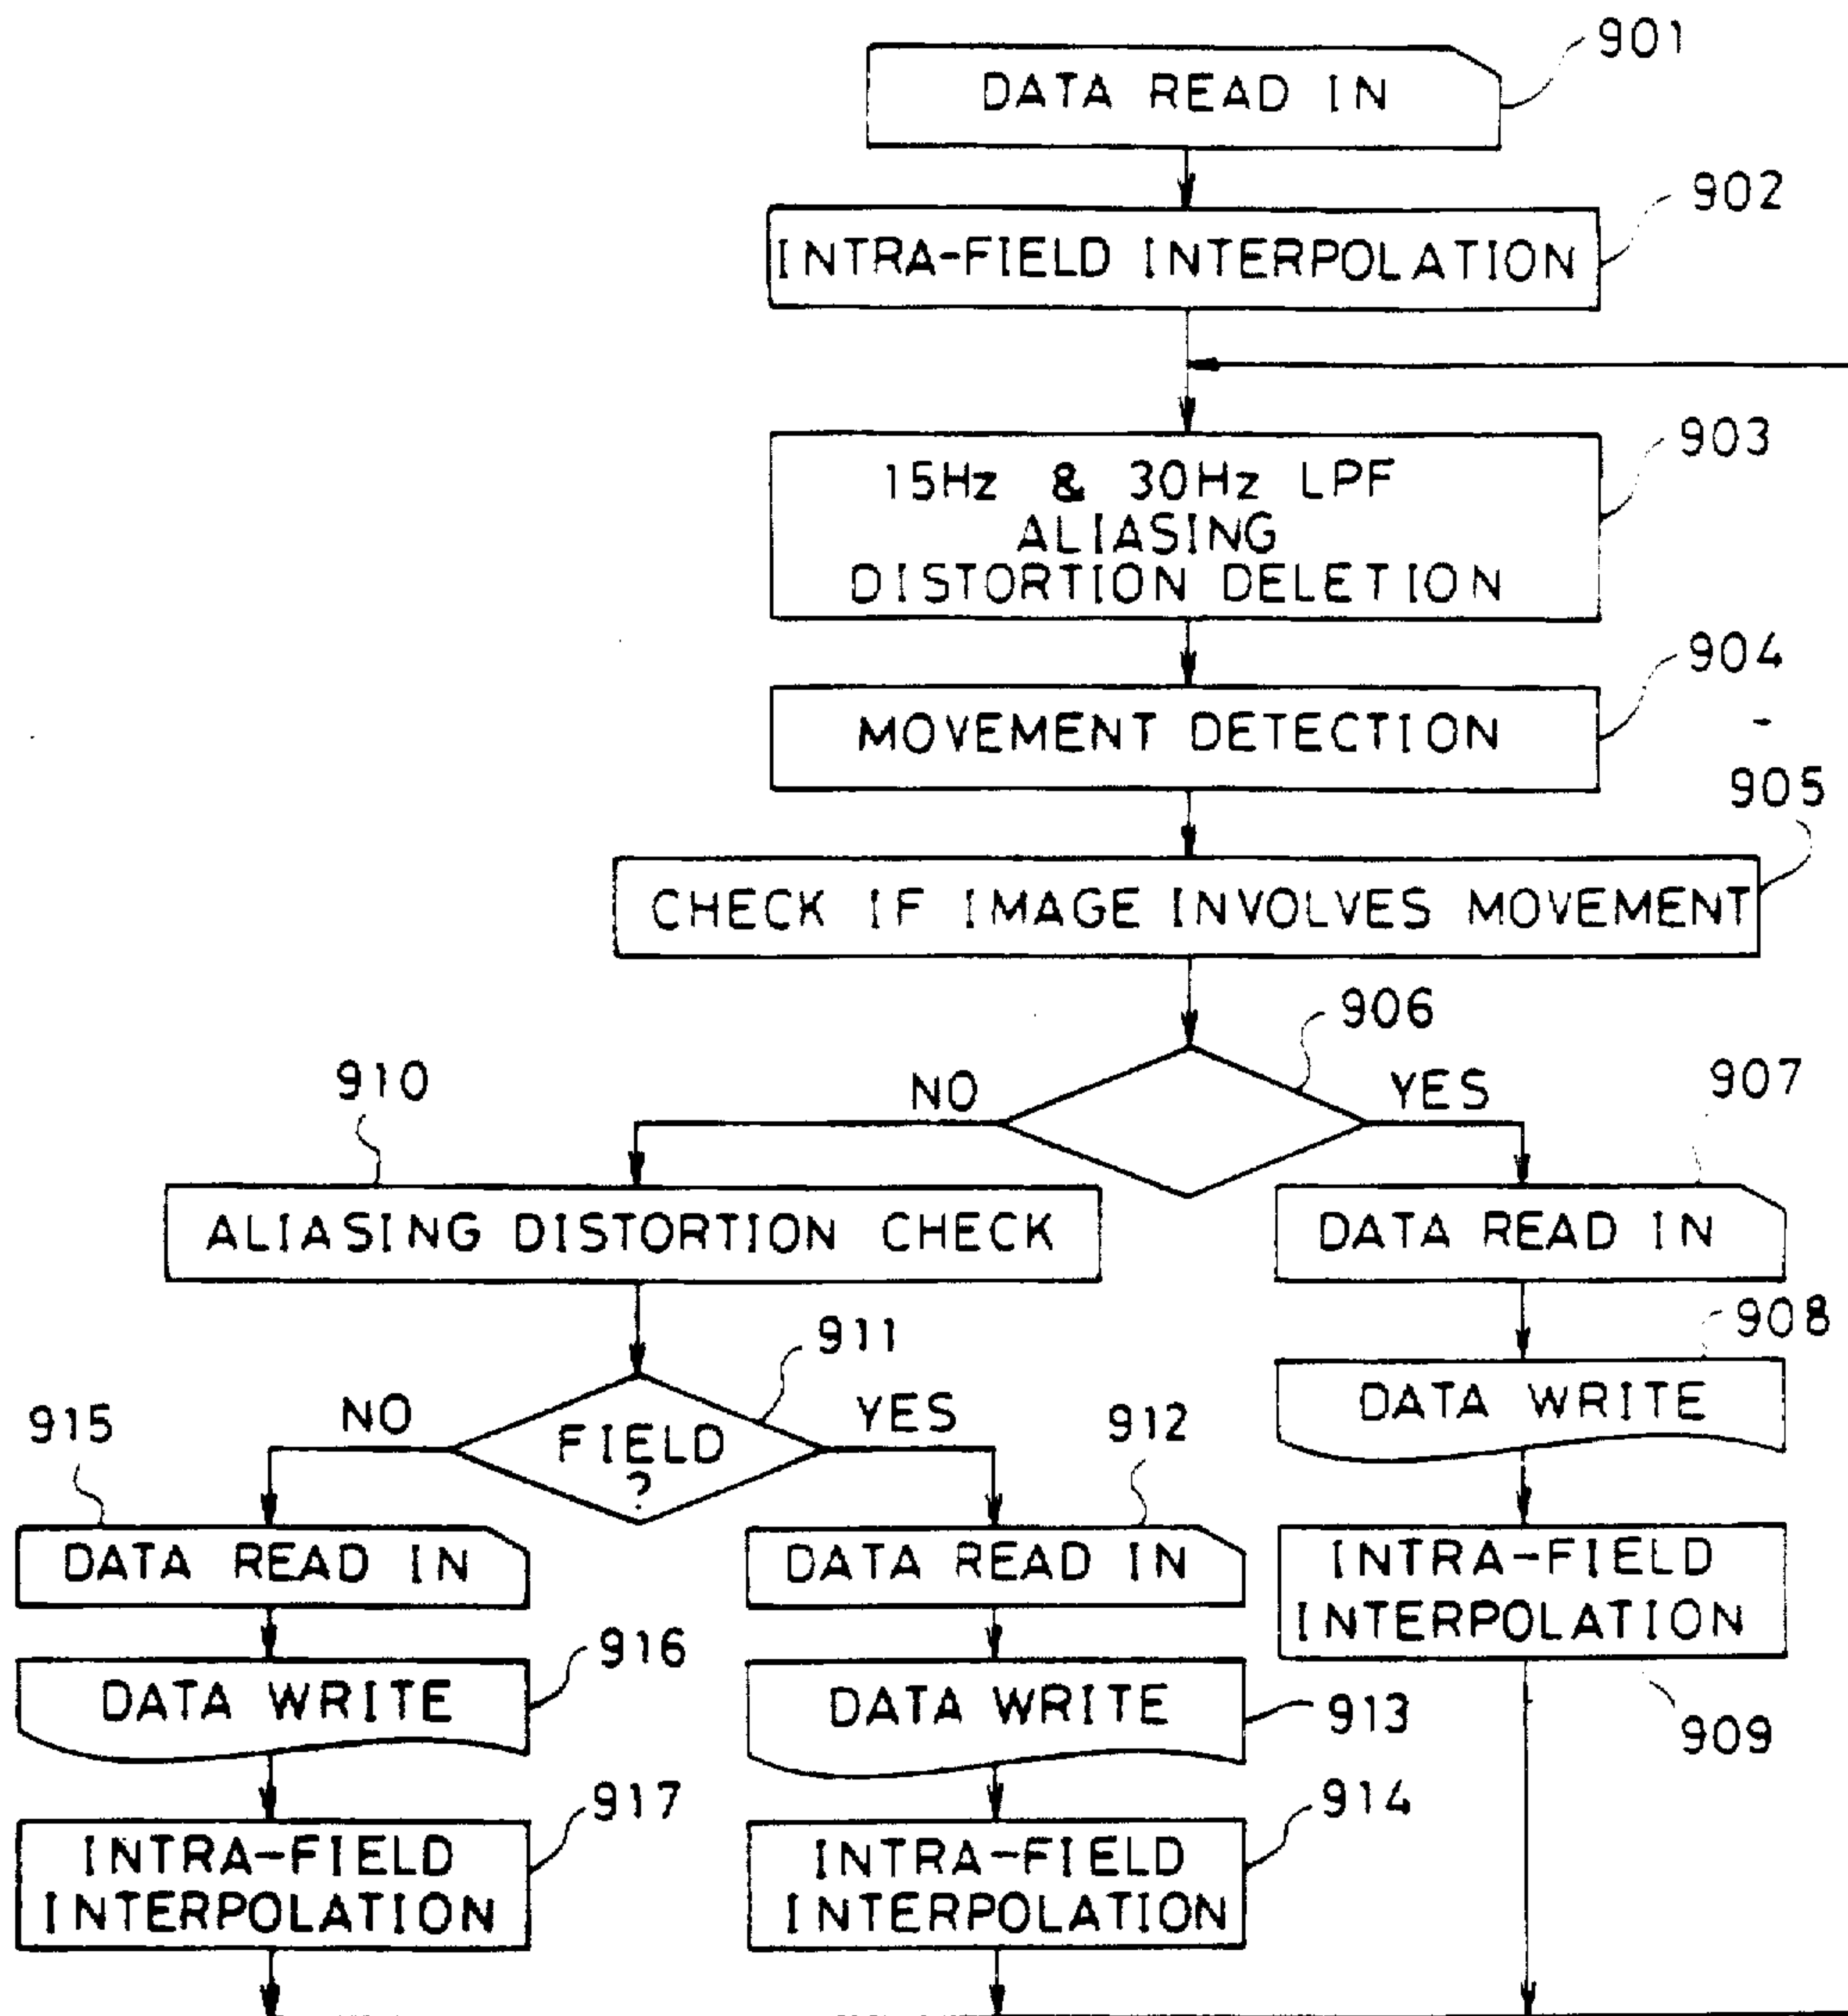 901
DATA READ IN
902
INTRA-FIELD INTERPOLATION
903
15Hz & 30Hz LPF
ALIASING
DISTORTION DELETION
904
MOVEMENT DETECTION
905
CHECK IF IMAGE INVOLVES MOVEMENT
906
910
NO
YES
907
ALIASING DISTORTION CHECK
DATA READ IN
908
911
DATA WRITE
915
NO
YES
912
FIELD
?
DATA READ IN
DATA READ IN
INTRA-FIELD
INTERPOLATION
916
DATA WRITE
DATA WRITE
913
909
917
914
INTRA-FIELD
INTERPOLATION
INTRA-FIELD
INTERPOLATION